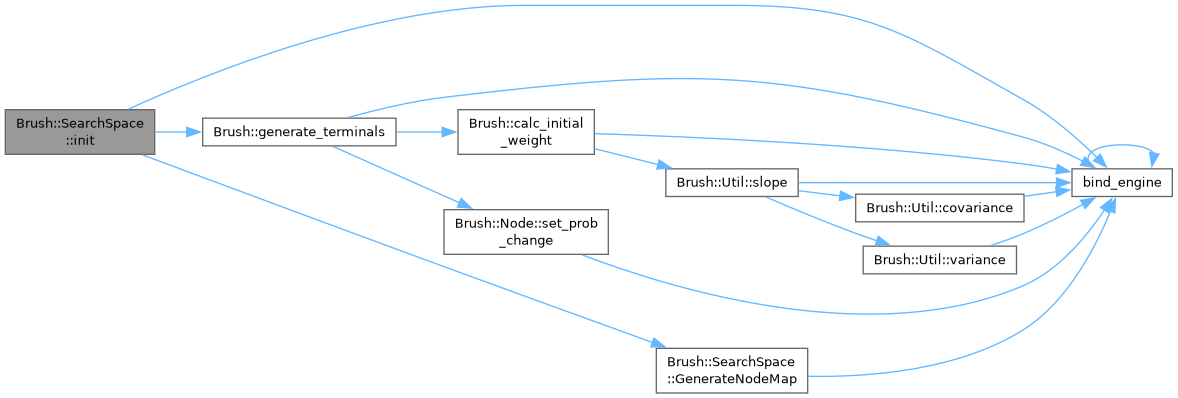 Brush::SearchSpace
::init
Brush::generate_terminals
Brush::calc_initial
_weight
Brush::Util::slope
bind_engine
Brush::Util::covariance
Brush::Node::set_prob
_change
Brush::Util::variance
Brush::SearchSpace
::GenerateNodeMap